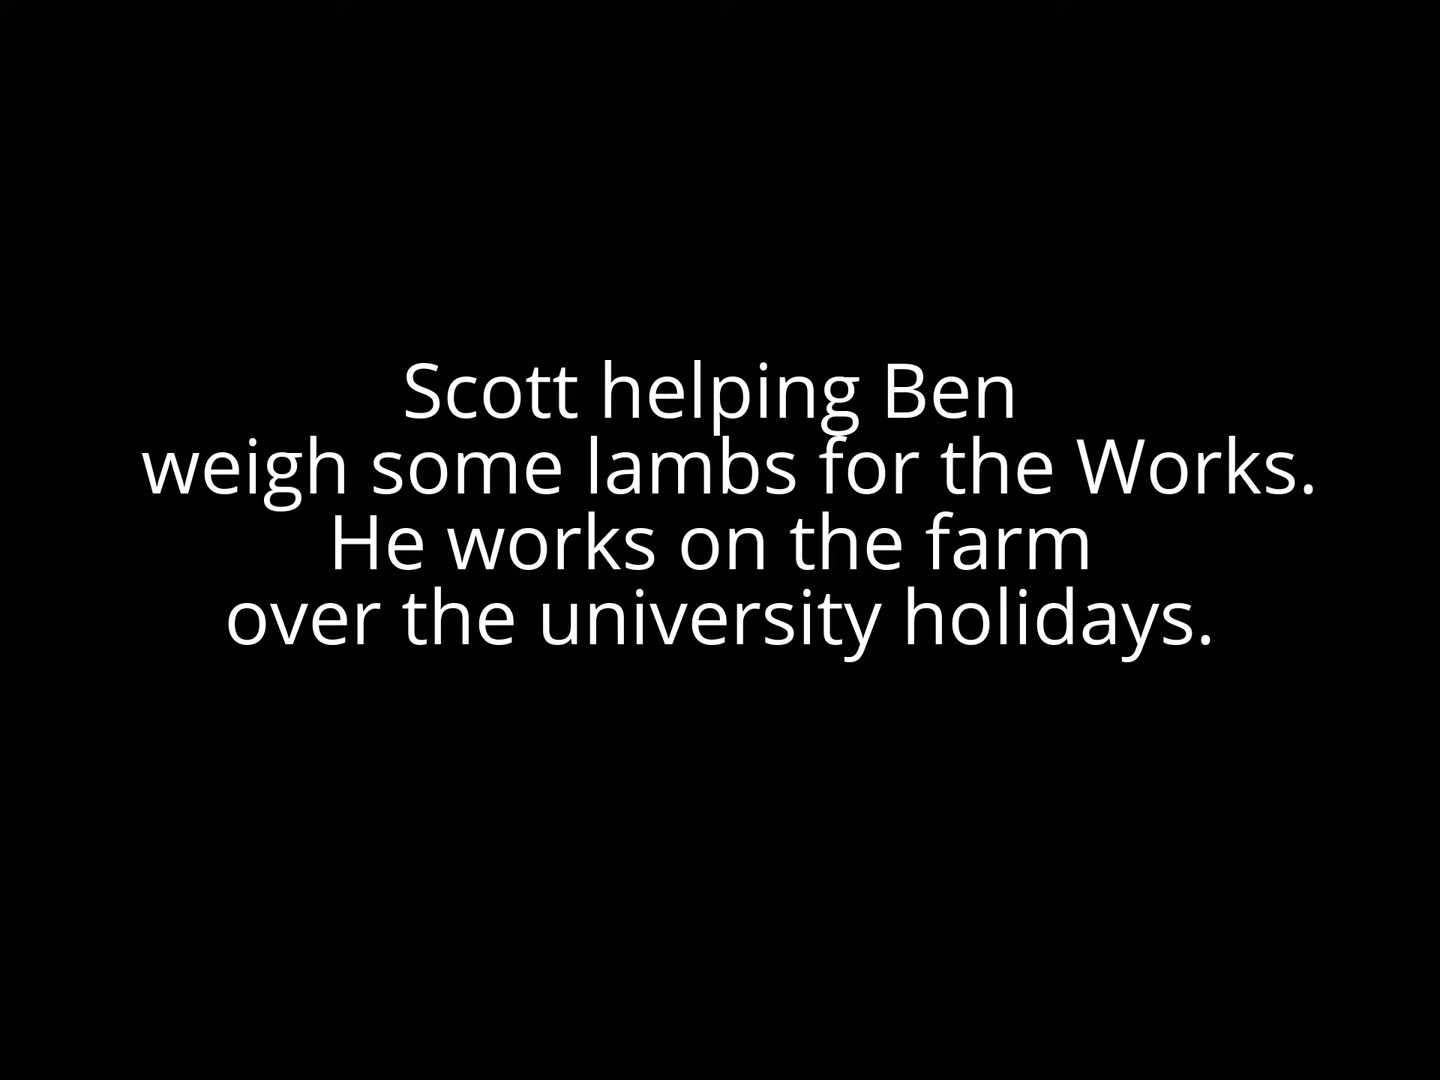 Scott helping Ben
weigh some lambs for the Works.
He works on the farm
over the university holidays.